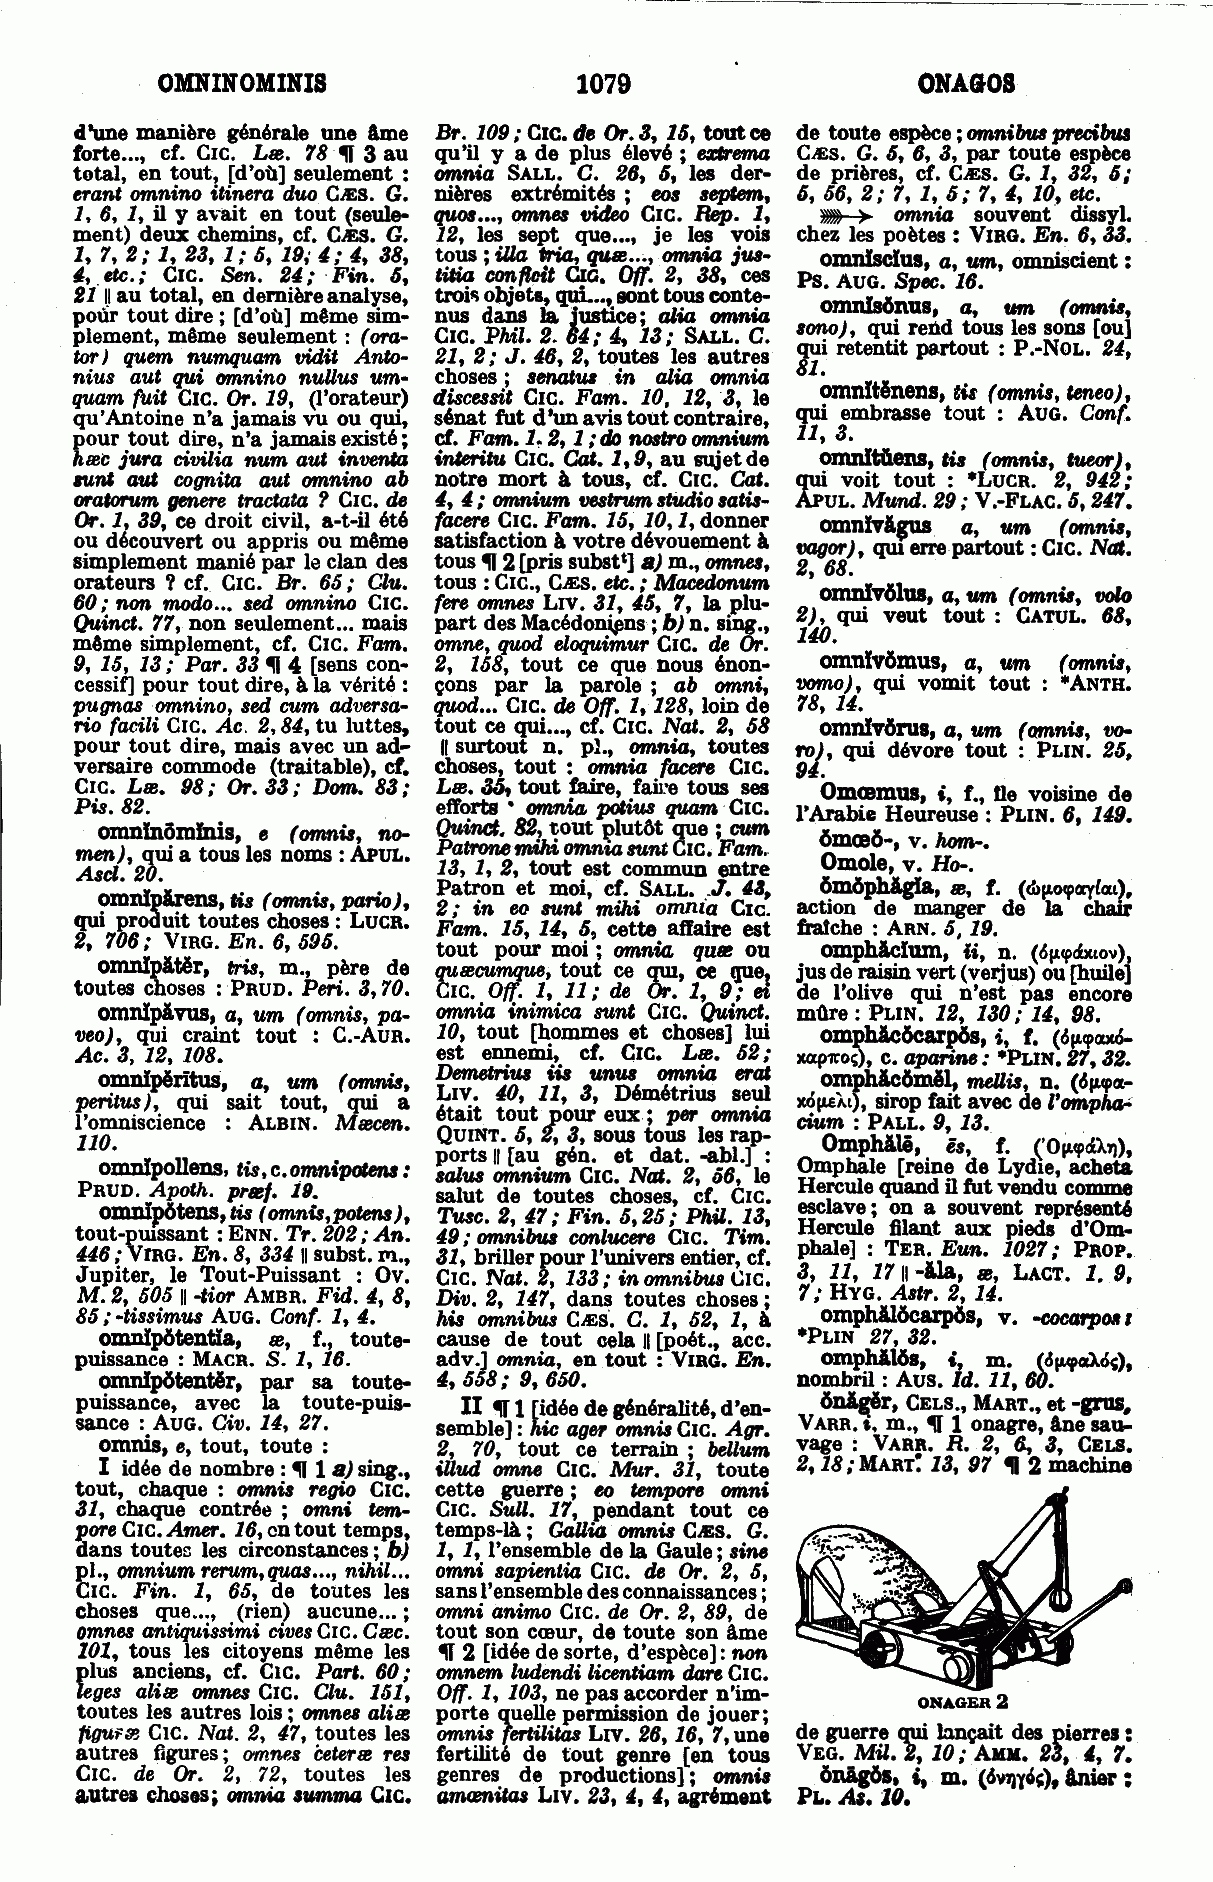 OMNINOMINIS
1079
ONAGOS
d'une manière générale une âme
forte..., cf. CIC. Læ. 78 ¶ 3 au
total, en tout, [d'où] seulement :
erant omnino itinera duo CÆS. G.
1, 6, 1, il y avait en tout (seule-
ment) deux chemins, cf. CÆS. G.
1, 7, 2; 1, 23, 1; 5, 19; 4; 4, 38,
4, etc.; CIC. Sen. 24; Fin. 5,
21 || au total, en dernière analyse,
pour tout dire ; [d'où] même sim-
plement, même seulement : (ora-
tor) quem numquam vidit Anto-
nius aut qui omnino nullus um-
quam fuit CIC. Or. 19, (l'orateur)
qu'Antoine n'a jamais vu ou qui,
pour tout dire, n'a jamais existé;
hæc jura civilia num aut inventa
sunt aut cognita aut omnino ab
oratorum genere tractata ? CIC. de
Or. 1, 39, ce droit civil, a-t-il été
ou découvert ou appris ou même
simplement manié par le clan des
orateurs ? cf. CIC. Br. 65; Clu.
60; non modo... sed omnino CIC.
Quinct. 77, non seulement... mais
même simplement, cf. CIC. Fam.
9, 15, 13; Par. 33 ¶ 4 [sens con-
cessif] pour tout dire, à la vérité :
pugnas omnino, sed cum adversa-
rio facili CIC. Ac. 2, 84, tu luttes,
pour tout dire, mais avec un ad-
versaire commode (traitable), cf.
CIC. Læ. 98; Or. 33; Dom. 83;
Pis. 82.
omnĭnōmĭnis, e (omnis, no-
men), qui a tous les noms : APUL.
Ascl. 20.
omnĭpărens, tis (omnis, pario),
qui produit toutes choses : LUCR.
2, 706; VIRG. En. 6, 595.
omnĭpătĕr, tris, m., père de
toutes choses : PRUD. Peri. 3, 70.
omnĭpăvus, a, um (omnis, pa-
veo), qui craint tout : C.-AUR.
Ac. 3, 12, 108.
omnĭpĕrītus, a, um (omnis,
peritus), qui sait tout, qui a
l'omniscience : ALBIN. Mæcen.
110.
omnĭpollens, tis, c. omnipotens :
PRUD. Apoth. præf. 19.
omnĭpŏtens, tis (omnis, potens),
tout-puissant : ENN. Tr. 202; An.
446; VIRG. En. 8, 334 || subst. m.,
Jupiter, le Tout-Puissant : OV.
M. 2, 505 || -tior AMBR. Fid. 4, 8,
85; -tissimus AUG. Conf. 1, 4.
omnĭpŏtentĭa, æ, f., toute-
puissance : MACR. S. 1, 16.
omnĭpŏtentĕr, par sa toute-
puissance, avec la toute-puis-
sance : AUG. Civ. 14, 27.
omnis, e, tout, toute :
I idée de nombre : ¶ 1 a) sing.,
tout, chaque : omnis regio CIC.
31, chaque contrée ; omni tem-
pore CIC. Amer. 16, en tout temps,
dans toutes les circonstances; b)
pl., omnium rerum, quas..., nihil...
CIC. Fin. 1, 65, de toutes les
choses que..., (rien) aucune... ;
omnes antiquissimi cives CIC. Cæc.
101, tous les citoyens même les
plus anciens, cf. CIC. Part. 60;
leges aliæ omnes CIC. Clu. 151,
toutes les autres lois; omnes aliæ
figuræ CIC. Nat. 2, 47, toutes les
autres figures; omnes ceteræ res
CIC. de Or. 2, 72, toutes les
autres choses; omnia summa CIC.
Br. 109; CIC. de Or. 3, 15, tout ce
qu'il y a de plus élevé ; extrema
omnia SALL. C. 26, 5, les der-
nières extrémités ; eos septem,
quos..., omnes video CIC. Rep. 1,
12, les sept que..., je les vois
tous ; illa tria, quæ..., omnia jus-
titia conficit CIC. Off. 2, 38, ces
trois objets, qui..., sont tous conte-
nus dans la justice; alia omnia
CIC. Phil. 2. 64; 4, 13; SALL. C.
21, 2; J. 46, 2, toutes les autres
choses ; senatus in alia omnia
discessit CIC. Fam. 10, 12, 3, le
sénat fut d'un avis tout contraire,
cf. Fam. 1. 2, 1; de nostro omnium
interitu CIC. Cat. 1, 9, au sujet de
notre mort à tous, cf. CIC. Cat.
4, 4; omnium vestrum studio satis-
facere CIC. Fam. 15, 10, 1, donner
satisfaction à votre dévouement à
tous ¶ 2 [pris substᵗ] a) m., omnes,
tous : CIC., CÆS. etc.; Macedonum
fere omnes LIV. 31, 45, 7, la plu-
part des Macédoniens ; b) n. sing.,
omne, quod eloquimur CIC. de Or.
2, 158, tout ce que nous énon-
çons par la parole ; ab omni,
quod... CIC. de Off. 1, 128, loin de
tout ce qui..., cf. CIC. Nat. 2, 58
|| surtout n. pl., omnia, toutes
choses, tout : omnia facere CIC.
Læ. 35, tout faire, faire tous ses
efforts ' omnia potius quam CIC.
Quinct. 82, tout plutôt que ; cum
Patrone mihi omnia sunt CIC. Fam.
13, 1, 2, tout est commun entre
Patron et moi, cf. SALL. J. 43,
2; in eo sunt mihi omnia CIC.
Fam. 15, 14, 5, cette affaire est
tout pour moi ; omnia quæ ou
quæcumque, tout ce qui, ce que,
CIC. Off. 1, 11; de Or. 1, 9; ei
omnia inimica sunt CIC. Quinct.
10, tout [hommes et choses] lui
est ennemi, cf. CIC. Læ. 52;
Demetrius iis unus omnia erat
LIV. 40, 11, 3, Démétrius seul
était tout pour eux ; per omnia
QUINT. 5, 2, 3, sous tous les rap-
ports || [au gén. et dat. -abl.] :
salus omnium CIC. Nat. 2, 56, le
salut de toutes choses, cf. CIC.
Tusc. 2, 47; Fin. 5, 25; Phil. 13,
49; omnibus conlucere CIC. Tim.
31, briller pour l'univers entier, cf.
CIC. Nat. 2, 133; in omnibus CIC.
Div. 2, 147, dans toutes choses;
his omnibus CÆS. C. 1, 52, 1, à
cause de tout cela || [poét., acc.
adv.] omnia, en tout : VIRG. En.
4, 558; 9, 650.
II ¶ 1 [idée de généralité, d'en-
semble] : hic ager omnis CIC. Agr.
2, 70, tout ce terrain ; bellum
illud omne CIC. Mur. 31, toute
cette guerre; eo tempore omni
CIC. Sull. 17, pendant tout ce
temps-là ; Gallia omnis CÆS. G.
1, 1, l'ensemble de la Gaule; sine
omni sapientia CIC. de Or. 2, 5,
sans l'ensemble des connaissances;
omni animo CIC. de Or. 2, 89, de
tout son cœur, de toute son âme
¶ 2 [idée de sorte, d'espèce] : non
omnem ludendi licentiam dare CIC.
Off. 1, 103, ne pas accorder n'im-
porte quelle permission de jouer;
omnis fertilitas LIV. 26, 16, 7, une
fertilité de tout genre [en tous
genres de productions]; omnis
amœnitas LIV. 23, 4, 4, agrément
de toute espèce; omnibus precibus
CÆS. G. 5, 6, 3, par toute espèce
de prières, cf. CÆS. G. 1, 32, 5;
5, 56, 2; 7, 1, 5; 7, 4, 10, etc.
omnia souvent dissyl.
chez les poètes : VIRG. En. 6, 33.
omnĭscĭus, a, um, omniscient :
PS. AUG. Spec. 16.
omnĭsŏnus, a, um (omnis,
sono), qui rend tous les sons [ou]
qui retentit partout : P.-NOL. 24,
81.
omnĭtĕnens, tis (omnis, teneo),
qui embrasse tout : AUG. Conf.
11, 3.
omnĭtŭens, tis (omnis, tueor),
qui voit tout : *LUCR. 2, 942;
APUL. Mund. 29; V.-FLAC. 5, 247.
omnĭvăgus a, um (omnis,
vagor), qui erre partout : CIC. Nat.
2, 68.
omnĭvŏlus, a, um (omnis, volo
2), qui veut tout : CATUL. 68,
140.
omnĭvŏmus, a, um (omnis,
vomo), qui vomit tout : *ANTH.
78, 14.
omnĭvŏrus, a, um (omnis, vo-
ro), qui dévore tout : PLIN. 25,
94.
Omœmus, i, f., île voisine de
l'Arabie Heureuse : PLIN. 6, 149.
ŏmœŏ-, v. hom-.
Omole, v. Ho-.
ōmŏphăgĭa, æ, f. (ὠμοφαγίαι),
action de manger de la chair
fraîche : ARN. 5, 19.
omphăcĭum, ii, n. (ὀμφάκιον),
jus de raisin vert (verjus) ou [huile]
de l'olive qui n'est pas encore
mûre : PLIN. 12, 130; 14, 98.
omphăcŏcarpŏs, i, f. (ὀμφακό-
καρπος), c. aparine : *PLIN. 27, 32.
omphăcŏmĕl, mellis, n. (ὀμφα-
κόμελι), sirop fait avec de l'ompha-
cium : PALL. 9, 13.
Omphălē, ēs, f. (Ὀμφάλη),
Omphale [reine de Lydie, acheta
Hercule quand il fut vendu comme
esclave; on a souvent représenté
Hercule filant aux pieds d'Om-
phale] : TER. Eun. 1027; PROP.
3, 11, 17 || -ăla, æ, LACT. 1. 9,
7; HYG. Astr. 2, 14.
omphălŏcarpŏs, v. -cocarpos :
*PLIN 27, 32.
omphălŏs, i, m. (ὀμφαλός),
nombril : AUS. Id. 11, 60.
ŏnăgĕr, CELS., MART., et -grus,
VARR. i, m., ¶ 1 onagre, âne sau-
vage : VARR. R. 2, 6, 3, CELS.
2, 18; MART. 13, 97 ¶ 2 machine
ONAGER 2
de guerre qui lançait des pierres :
VEG. Mil. 2, 10; AMM. 23, 4, 7.
ŏnāgŏs, i, m. (ὀνηγός), ânier :
PL. As. 10.